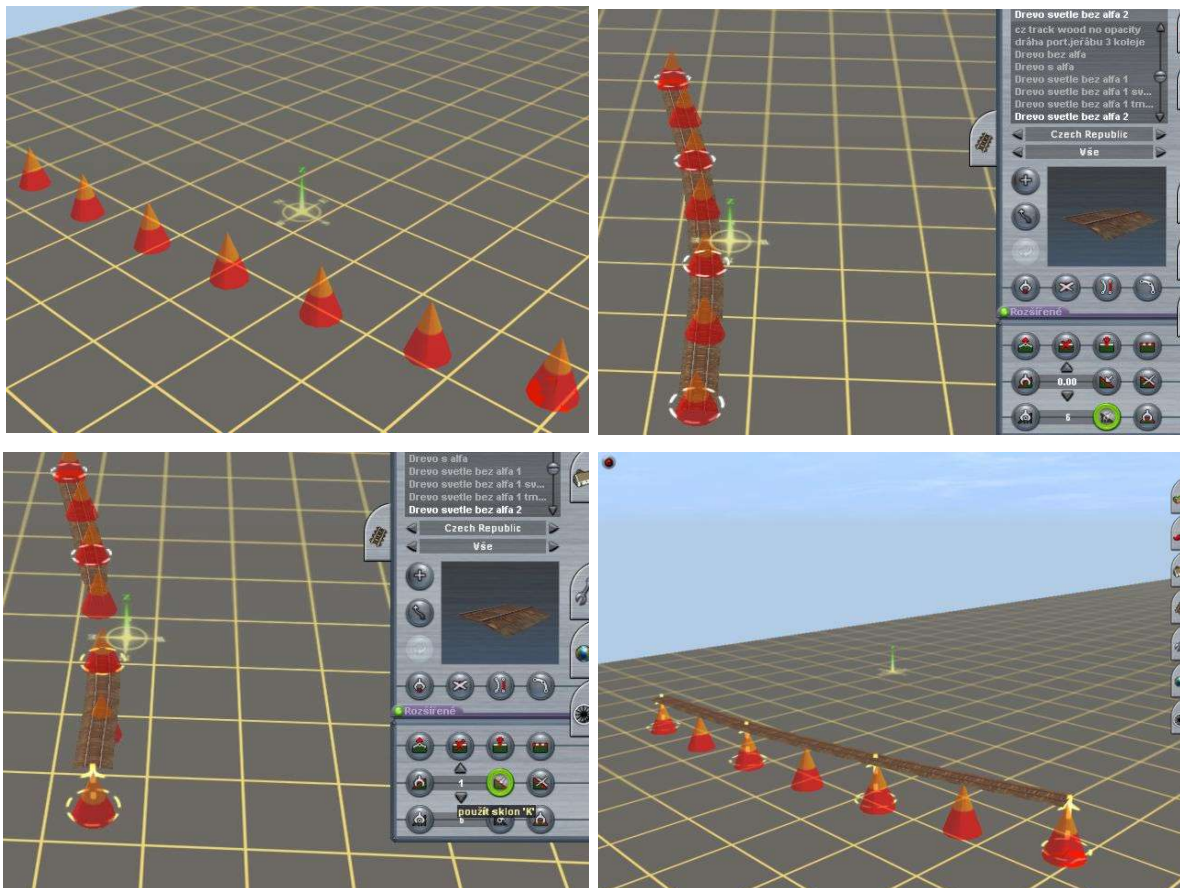 Drevo svetle bez alfa 2
cz track wood no opacity
dráha port.jeřábu 3 koleje
Drevo bez alfa
Drevo s alfa
Drevo svetle bez alfa 1
Drevo svetle bez alfa 1 sv...
Drevo svetle bez alfa 1 trn...
Drevo svetle bez alfa 2
Czech Republic
Vše
Rozšířené
0.00
Drevo s alfa
Drevo svetle bez alfa 1
Drevo svetle bez alfa 1 sv...
Drevo svetle bez alfa 1 trn...
Drevo svetle bez alfa 2
Czech Republic
Vše
Rozšířené
použít sklon 'K'